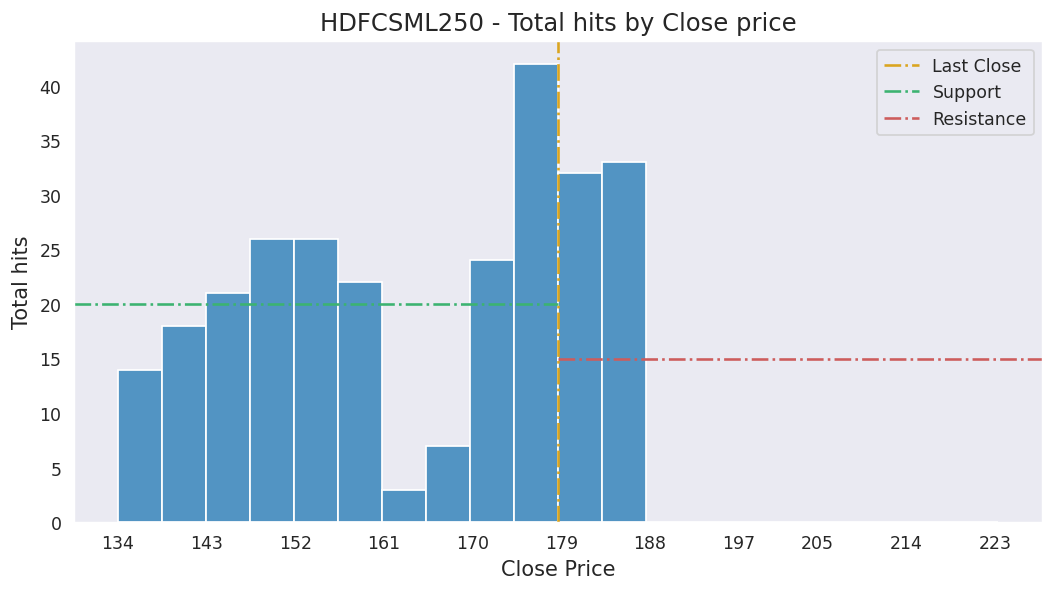 HDFCSML250 - Total hits by Close price
Last Close
Support
Resistance
Total hits
40
35
30
25
20
15
10
5
0
134 143 152 161 170 179 188 197 205 214 223
Close Price